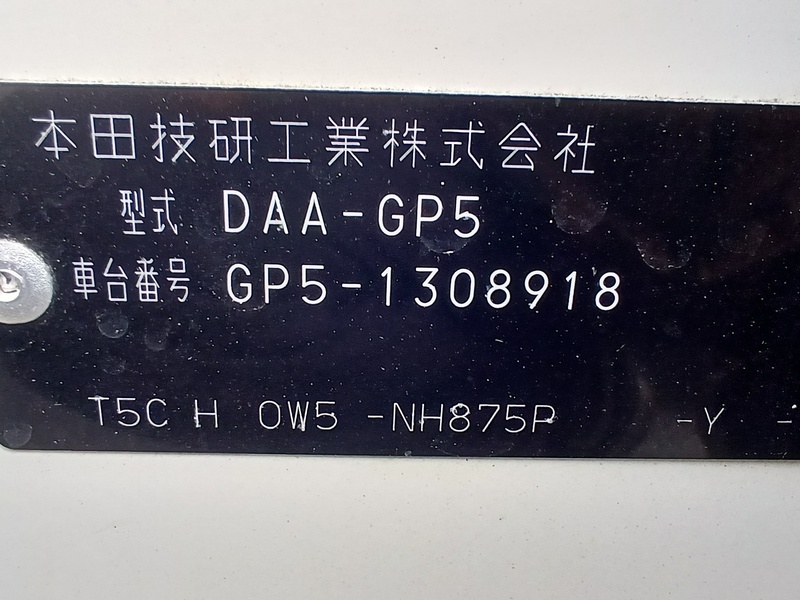 本田技研工業株式会社
型式 DAA-GP5
車台番号 GP5-1308918
T5C H 0W5 -NH875P -Y -